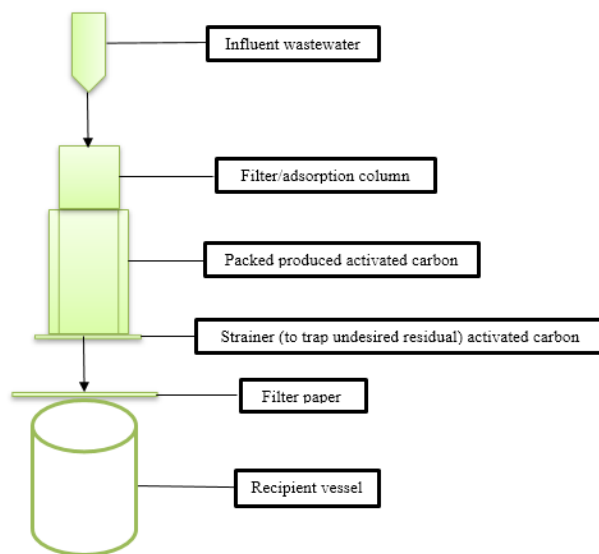 Influent wastewater
Filter/adsorption column
Packed produced activated carbon
Strainer (to trap undesired residual) activated carbon
Filter paper
Recipient vessel